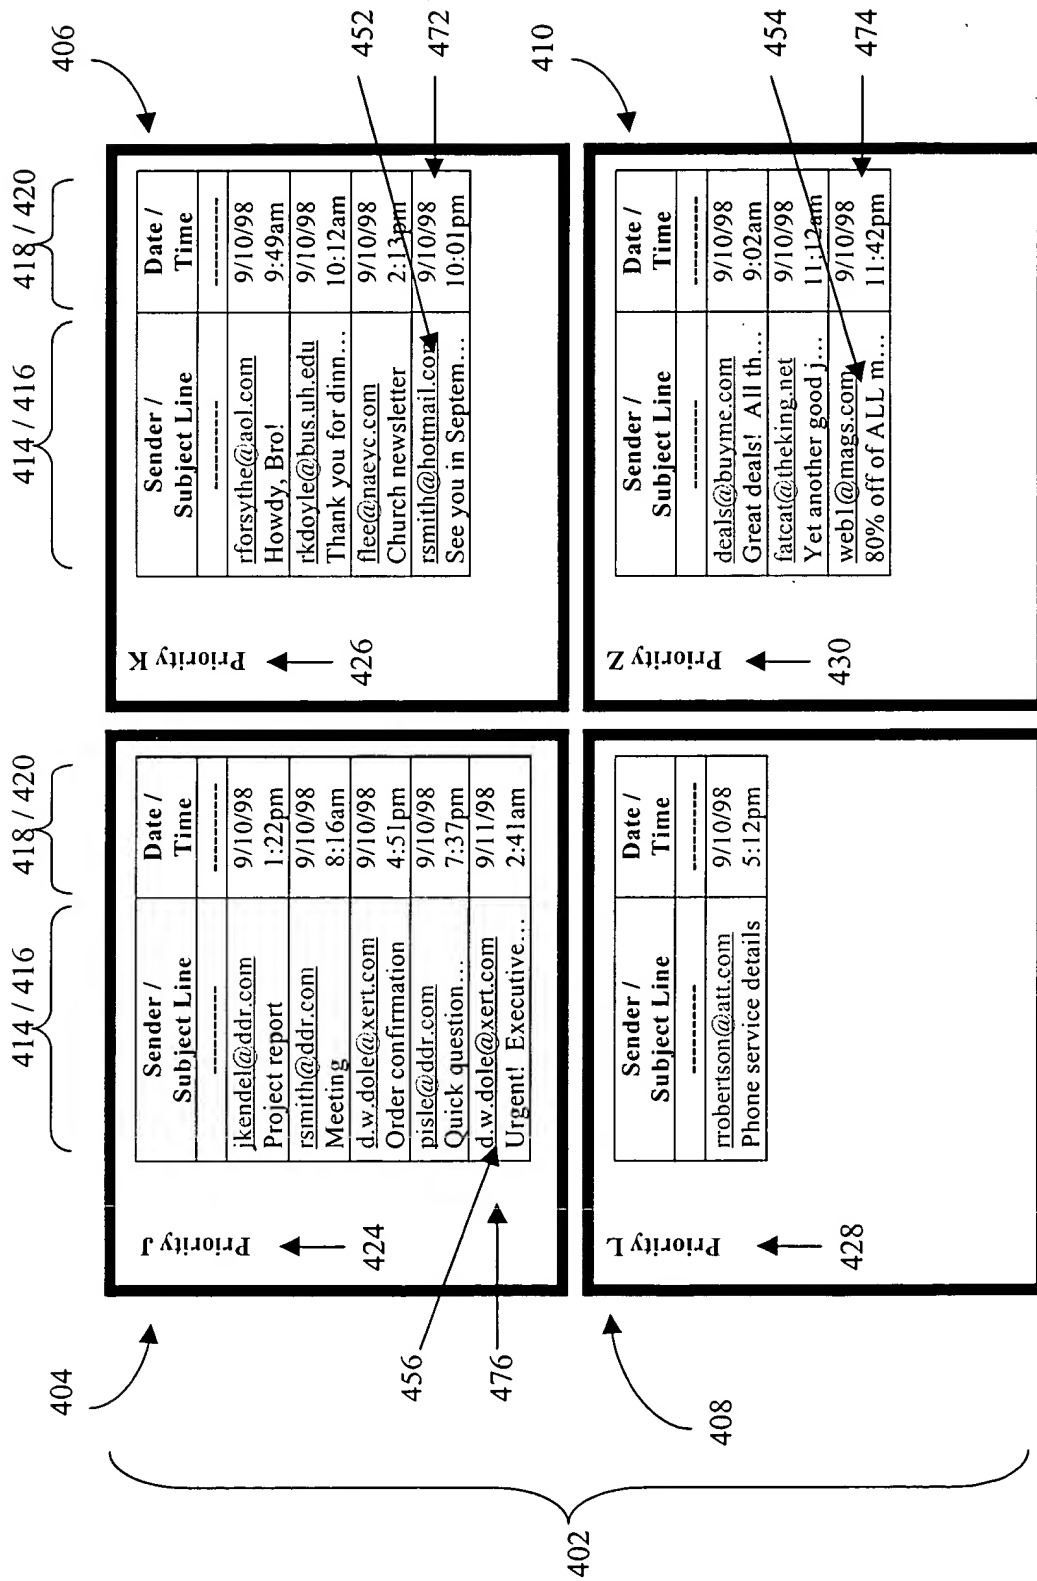 402
404
414 / 416
418 / 420
Priority J
424
Sender /
Subject Line
Date /
Time
------------
----------
jkendel@ddr.com
Project report
9/10/98
1:22pm
rsmith@ddr.com
Meeting
9/10/98
8:16am
d.w.dole@xert.com
Order confirmation
9/10/98
4:51pm
pisle@ddr.com
Quick question...
9/10/98
7:37pm
d.w.dole@xert.com
Urgent! Executive...
9/11/98
2:41am
456
476
406
414 / 416
418 / 420
Priority K
426
Sender /
Subject Line
Date /
Time
------------
----------
rforsythe@aol.com
Howdy, Bro!
9/10/98
9:49am
rkdoyle@bus.uh.edu
Thank you for dinn...
9/10/98
10:12am
flee@naeyc.com
Church newsletter
9/10/98
2:13pm
rsmith@hotmail.com
See you in Septem...
9/10/98
10:01pm
452
472
408
Priority L
428
Sender /
Subject Line
Date /
Time
------------
----------
rrobertson@att.com
Phone service details
9/10/98
5:12pm
410
Priority Z
430
Sender /
Subject Line
Date /
Time
------------
----------
deals@buyme.com
Great deals! All th...
9/10/98
9:02am
fatcat@theking.net
Yet another good j...
9/10/98
11:12am
web1@mags.com
80% off of ALL m...
9/10/98
11:42pm
454
474